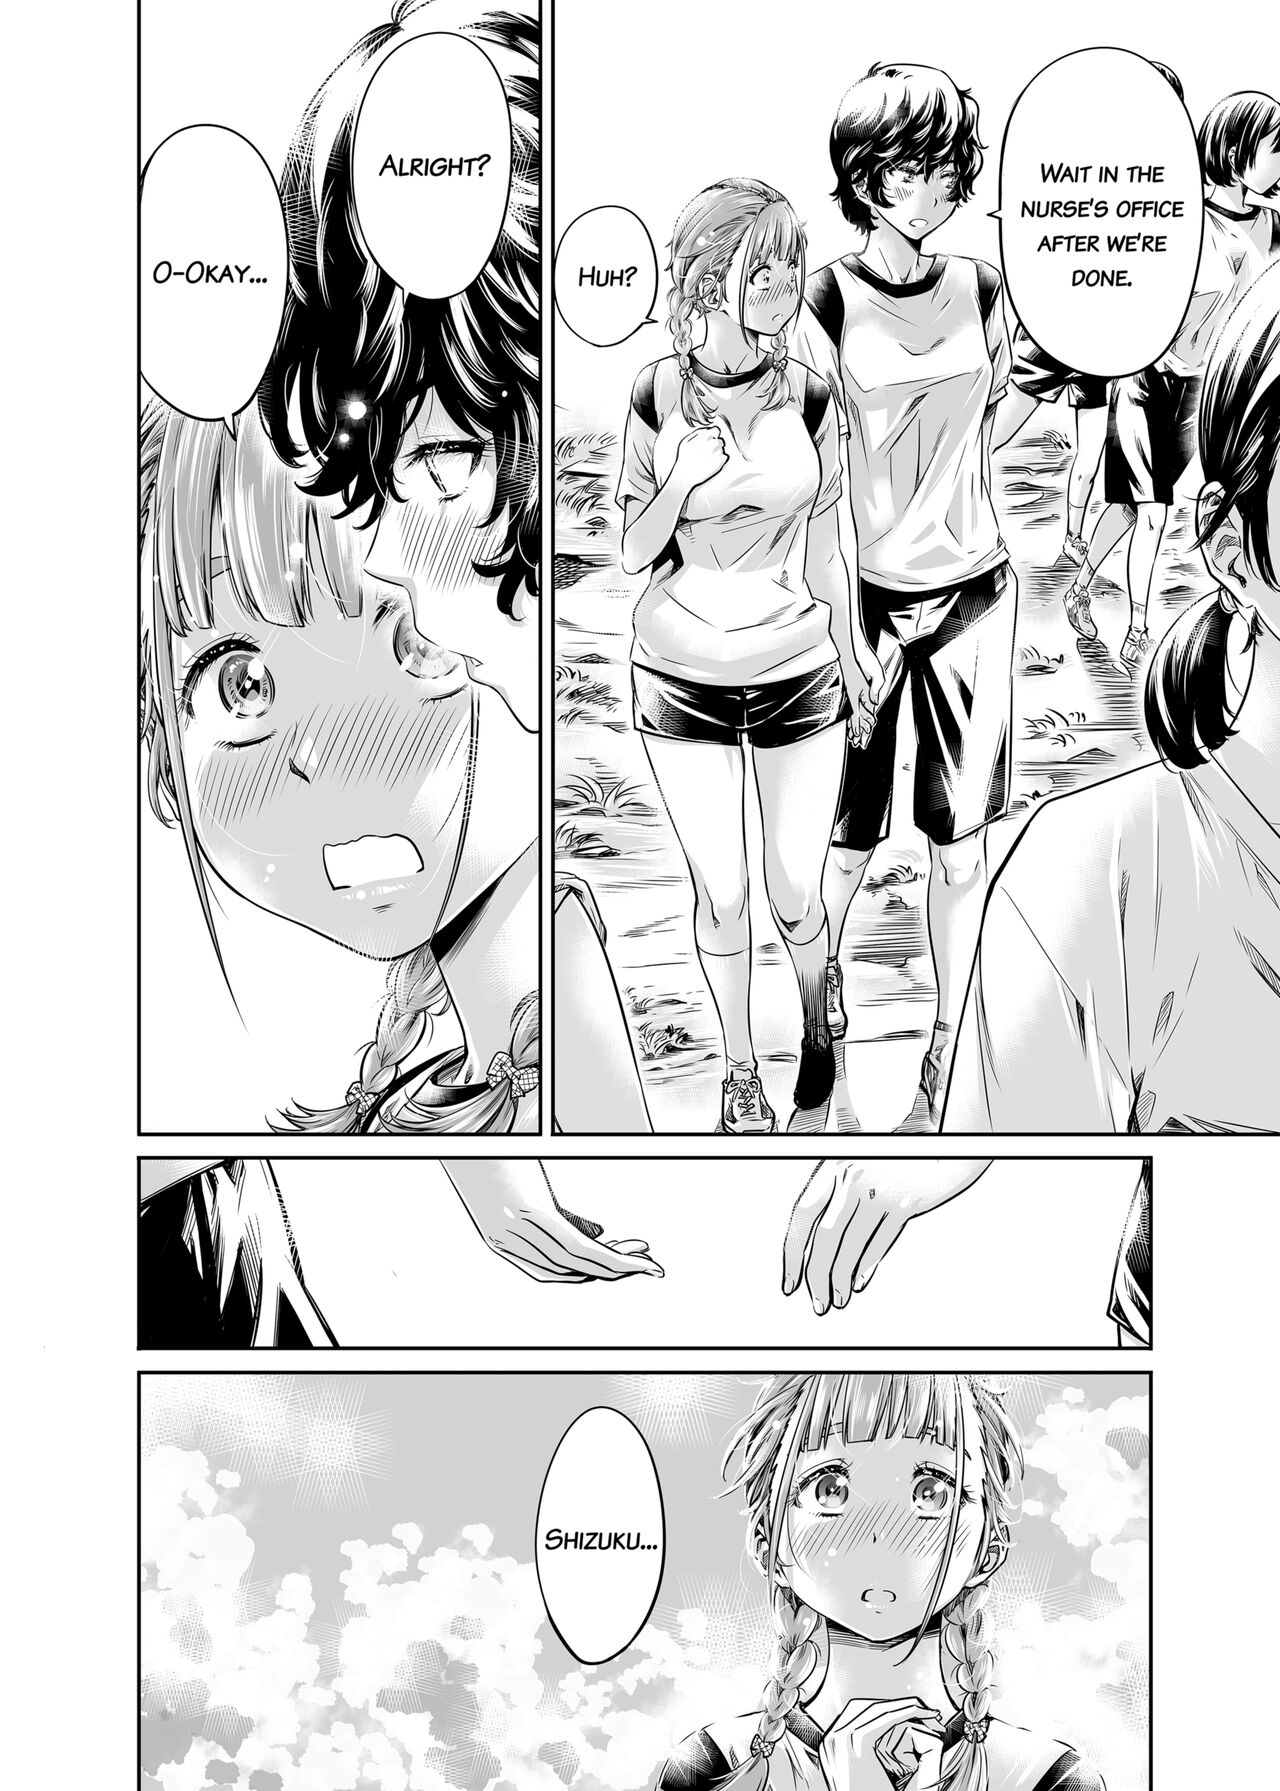 WAIT IN THE
NURSE'S OFFICE
AFTER WE'RE
DONE.
HUH?
ALRIGHT?
O-OKAY...
SHIZUKU...